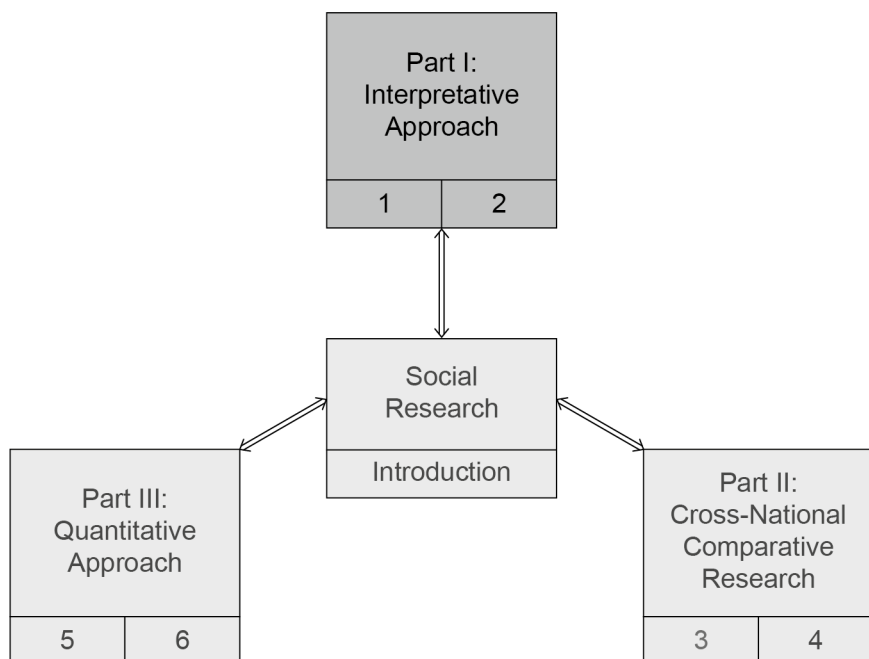 Part I:
Interpretative
Approach
1 2
Social
Research
Introduction
Part III:
Quantitative
Approach
5 6
Part II:
Cross-National
Comparative
Research
3 4